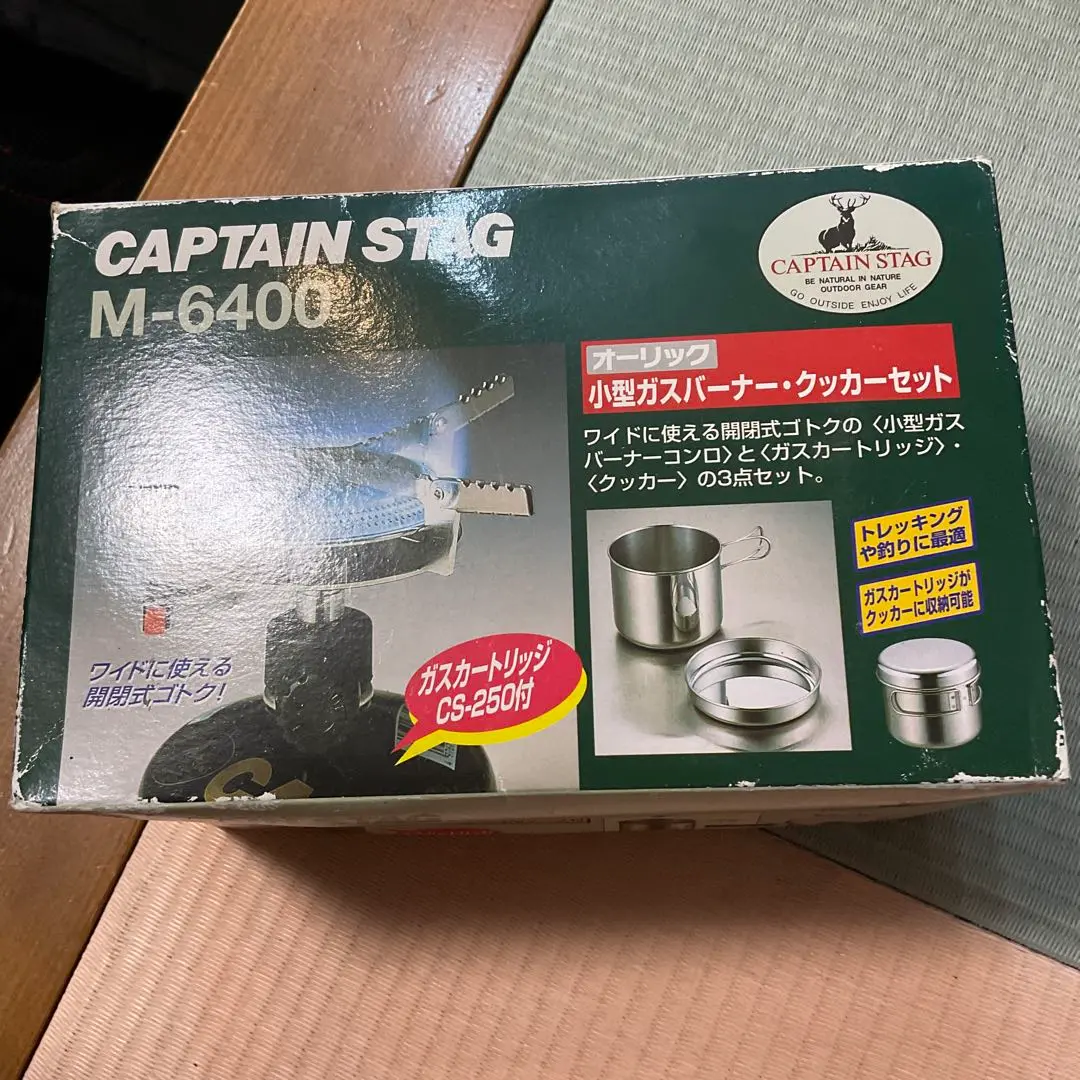 CAPTAIN STAG
M-6400
CAPTAIN STAG
BE NATURAL IN NATURE
OUTDOOR GEAR
GO OUTSIDE ENJOY LIFE
オーリック
小型ガスバーナー・クッカーセット
ワイドに使える開閉式ゴトクの〈小型ガス
バーナーコンロ〉と〈ガスカートリッジ〉・
〈クッカー〉の3点セット。
トレッキング
や釣りに最適
ガスカートリッジが
クッカーに収納可能
ワイドに使える
開閉式ゴトク!
ガスカートリッジ
CS-250付